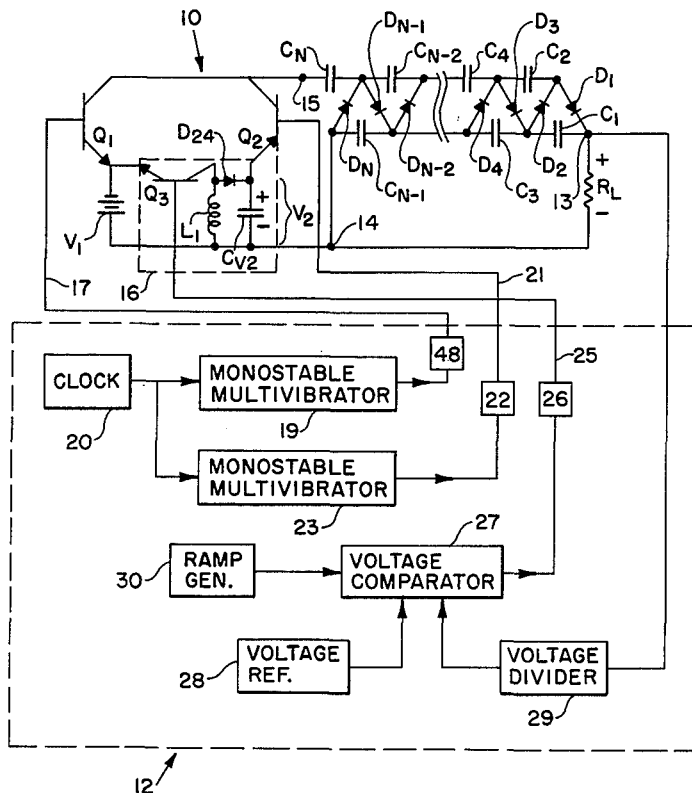 10
C_N
D_N-1
C_N-2
C_4
D_3
C_2
D_1
15
Q_1
D_24
Q_2
C_1
D_N
D_N-2
D_4
D_2
Q_3
C_N-1
C_3
13
+
R_L
-
V_1
L_1
+
-
C_V2
V_2
14
17
16
21
25
48
CLOCK
20
MONOSTABLE
MULTIVIBRATOR
19
22
26
MONOSTABLE
MULTIVIBRATOR
23
27
30
RAMP
GEN.
VOLTAGE
COMPARATOR
28
VOLTAGE
REF.
VOLTAGE
DIVIDER
29
12